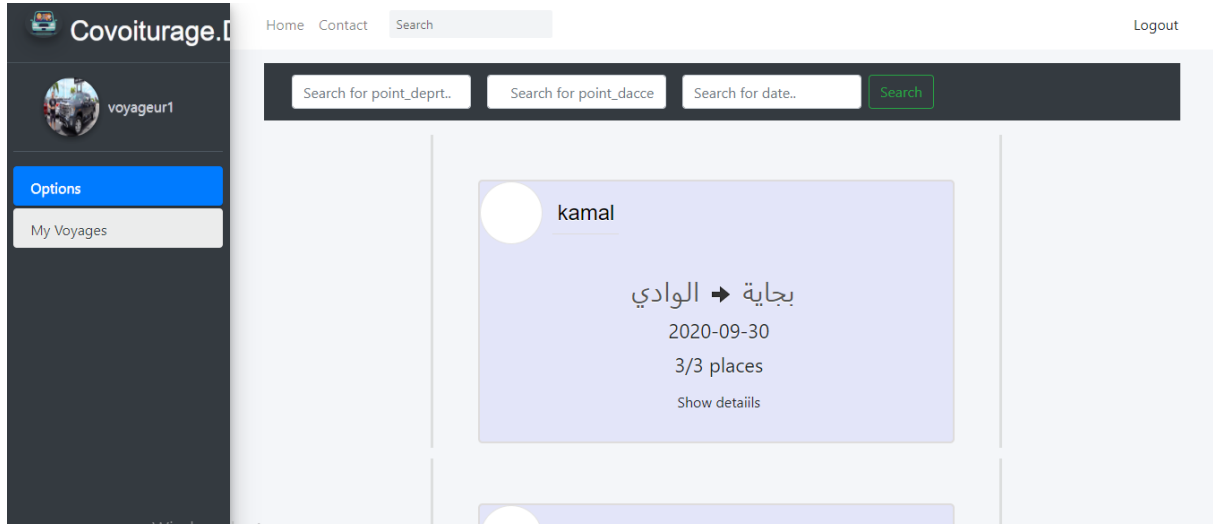 Covoiturage.D
Home Contact Search Logout
voyageur1
Options
My Voyages
Search for point_deprt.. Search for point_dacce Search for date.. Search
kamal
بجاية ➜ الوادي
2020-09-30
3/3 places
Show detaiils